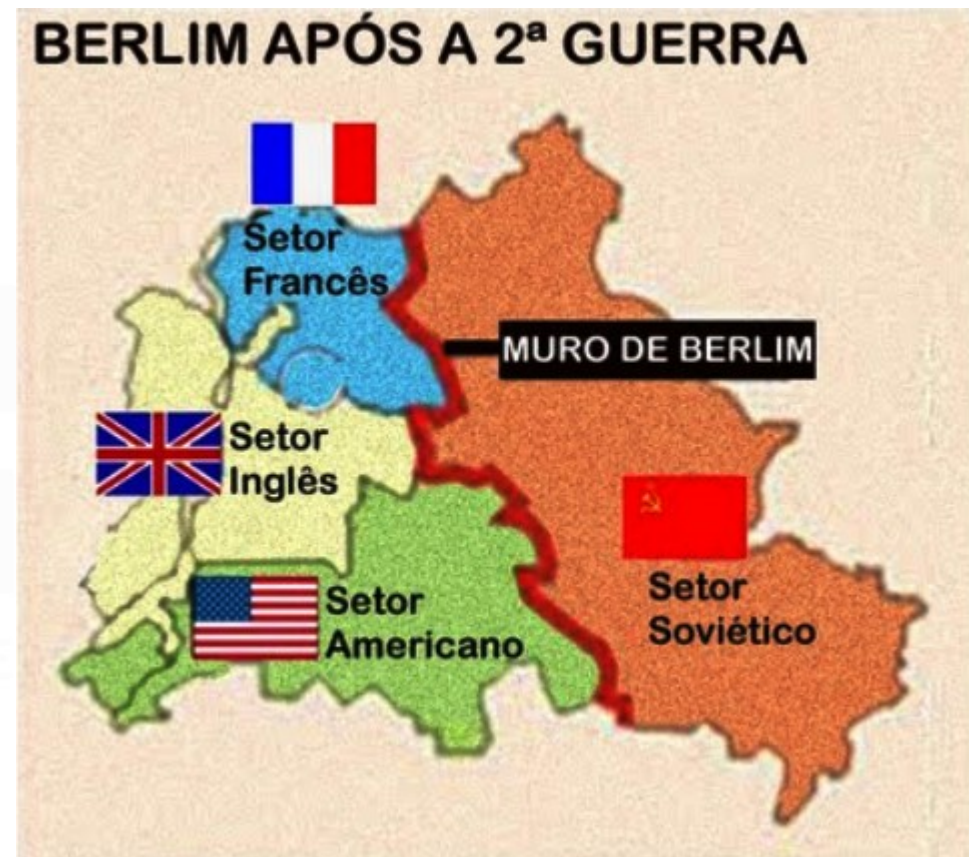 BERLIM APÓS A 2ª GUERRA
Setor
Francês
MURO DE BERLIM
Setor
Inglês
Setor
Soviético
Setor
Americano